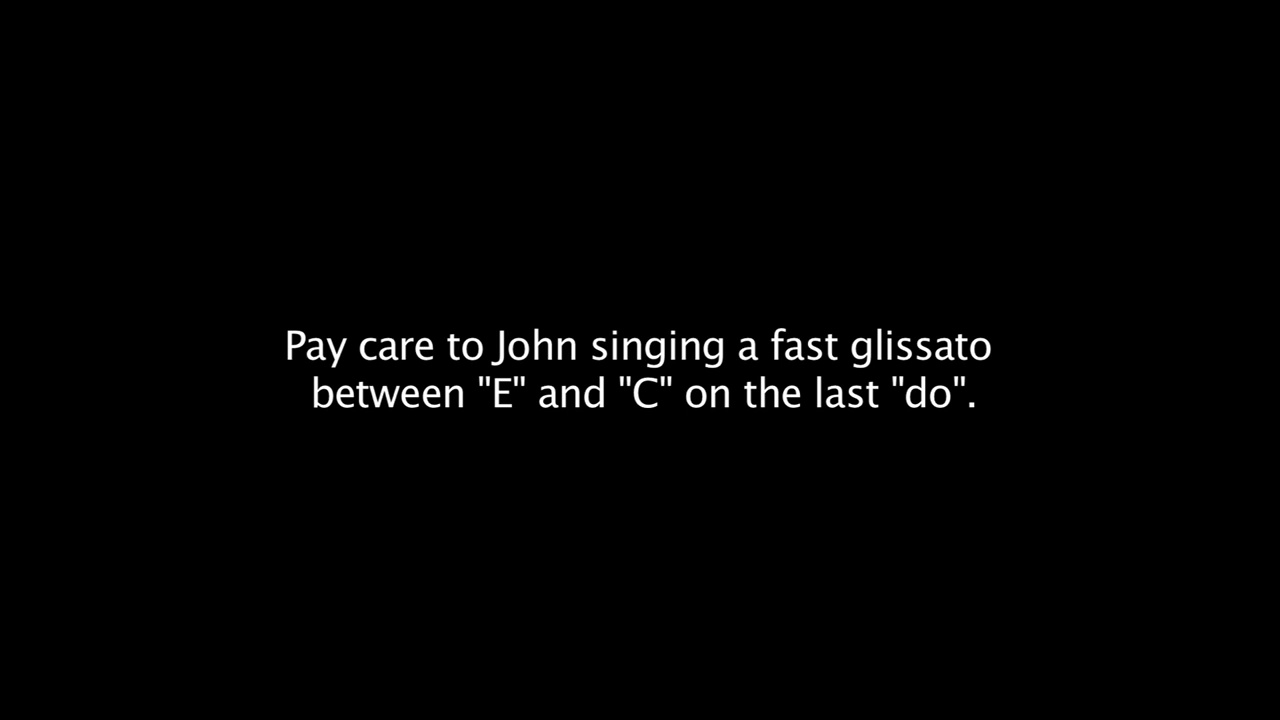 Pay care to John singing a fast glissato
between "E" and "C" on the last "do".